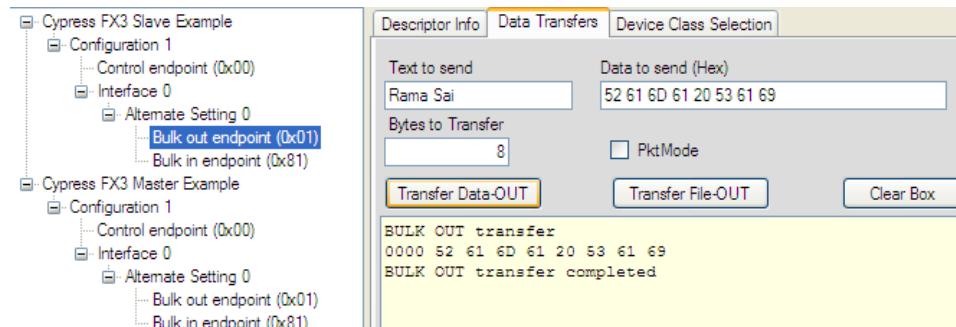 Cypress FX3 Slave Example
Configuration 1
Control endpoint (0x00)
Interface 0
Alternate Setting 0
Bulk out endpoint (0x01)
Bulk in endpoint (0x81)
Cypress FX3 Master Example
Configuration 1
Control endpoint (0x00)
Interface 0
Alternate Setting 0
Bulk out endpoint (0x01)
Bulk in endpoint (0x81)
Descriptor Info Data Transfers Device Class Selection
Text to send Data to send (Hex)
Rama Sai 52 61 6D 61 20 53 61 69
Bytes to Transfer
8 PktMode
Transfer Data-OUT Transfer File-OUT Clear Box
BULK OUT transfer
0000 52 61 6D 61 20 53 61 69
BULK OUT transfer completed